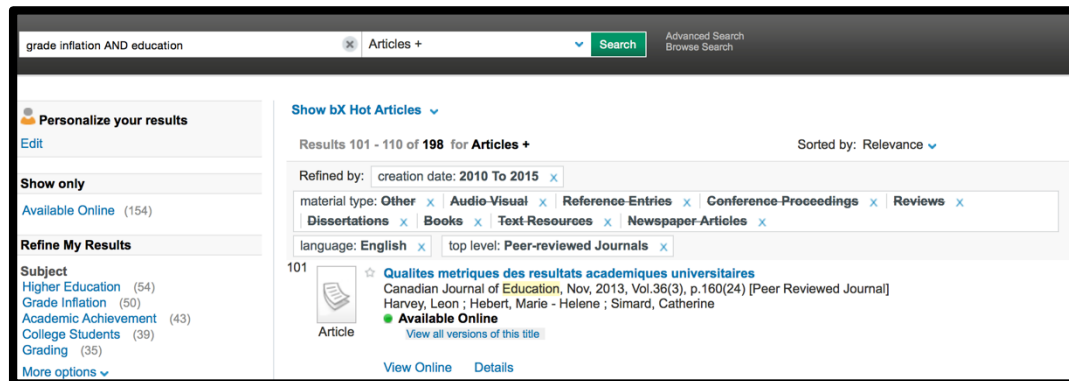 grade inflation AND education x Articles + Search Advanced Search
Browse Search
Personalize your results
Edit
Show only
Available Online (154)
Refine My Results
Subject
Higher Education (54)
Grade Inflation (50)
Academic Achievement (43)
College Students (39)
Grading (35)
More options
Show bX Hot Articles
Results 101 - 110 of 198 for Articles +
Sorted by: Relevance
Refined by: creation date: 2010 To 2015 x
material type: Other x Audio Visual x Reference Entries x Conference Proceedings x Reviews x
Dissertations x Books x Text Resources x Newspaper Articles x
language: English x top level: Peer-reviewed Journals x
101
Article
Qualites metriques des resultats academiques universitaires
Canadian Journal of Education, Nov, 2013, Vol.36(3), p.160(24) [Peer Reviewed Journal]
Harvey, Leon ; Hebert, Marie - Helene ; Simard, Catherine
Available Online
View all versions of this title
View Online Details